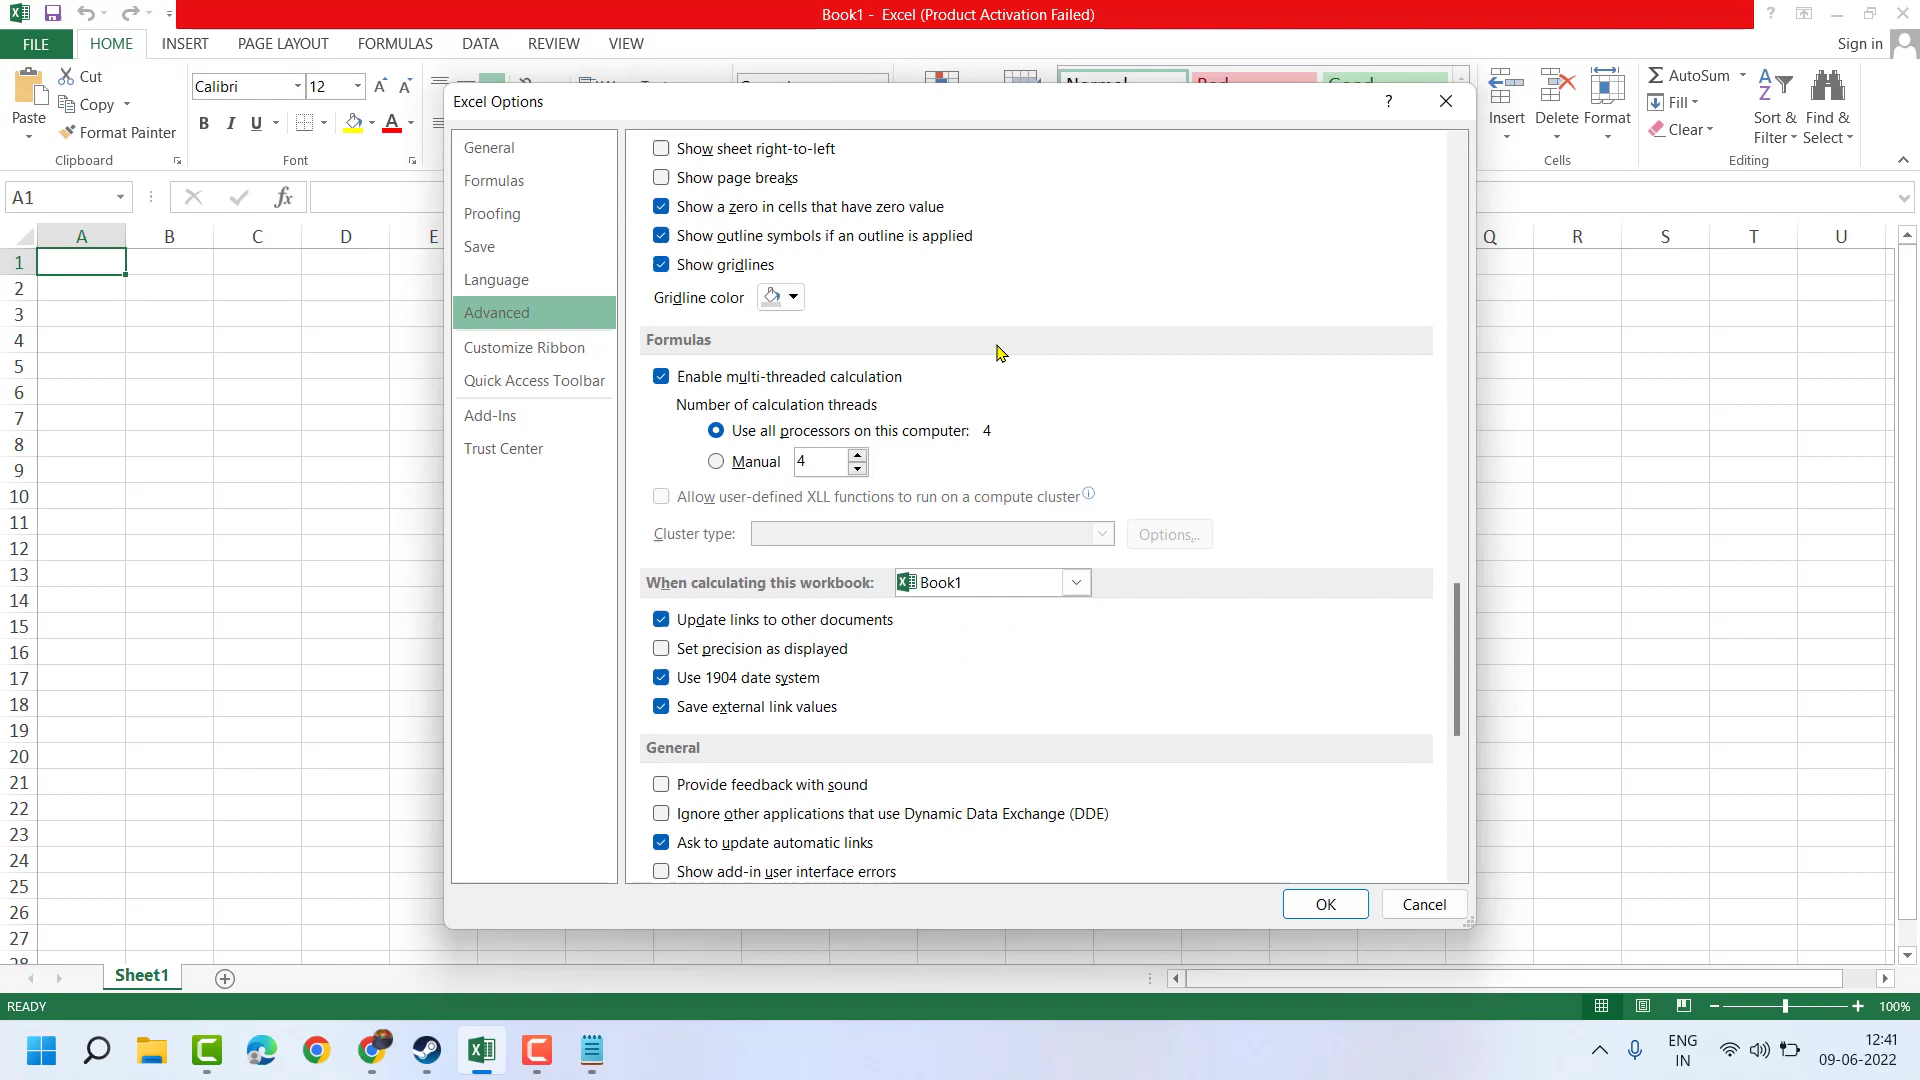 Book1 - Excel (Product Activation Failed)
FILE HOME INSERT PAGE LAYOUT FORMULAS DATA REVIEW VIEW Sign in
Paste
Cut
Copy
Format Painter
Clipboard
Calibri 12
B I U
Font
Insert Delete Format
Cells
AutoSum
Fill
Clear
Sort & Filter
Find & Select
Editing
A1
fx
A B C D E Q R S T U
1
2
3
4
5
6
7
8
9
10
11
12
13
14
15
16
17
18
19
20
21
22
23
24
25
26
27
28
Excel Options
General
Formulas
Proofing
Save
Language
Advanced
Customize Ribbon
Quick Access Toolbar
Add-Ins
Trust Center
Show sheet right-to-left
Show page breaks
Show a zero in cells that have zero value
Show outline symbols if an outline is applied
Show gridlines
Gridline color
Formulas
Enable multi-threaded calculation
Number of calculation threads
Use all processors on this computer: 4
Manual 4
Allow user-defined XLL functions to run on a compute cluster
Cluster type: Options...
When calculating this workbook: Book1
Update links to other documents
Set precision as displayed
Use 1904 date system
Save external link values
General
Provide feedback with sound
Ignore other applications that use Dynamic Data Exchange (DDE)
Ask to update automatic links
Show add-in user interface errors
OK Cancel
Sheet1
READY 100%
ENG
IN
12:41
09-06-2022